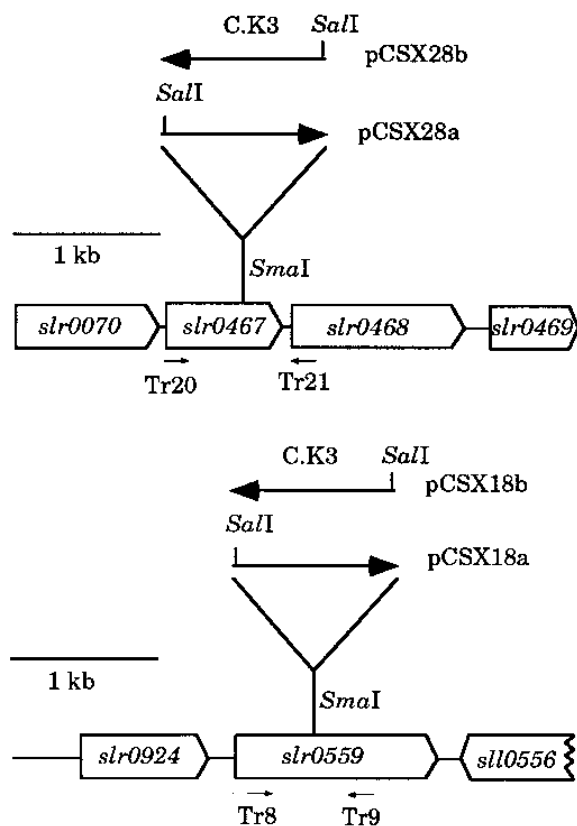 C.K3 SalI
pCSX28b
SalI
pCSX28a
1 kb
SmaI
slr0070 slr0467 slr0468 slr0469
Tr20 Tr21
C.K3 SalI
pCSX18b
SalI
pCSX18a
1 kb
SmaI
slr0924 slr0559 sll0556
Tr8 Tr9